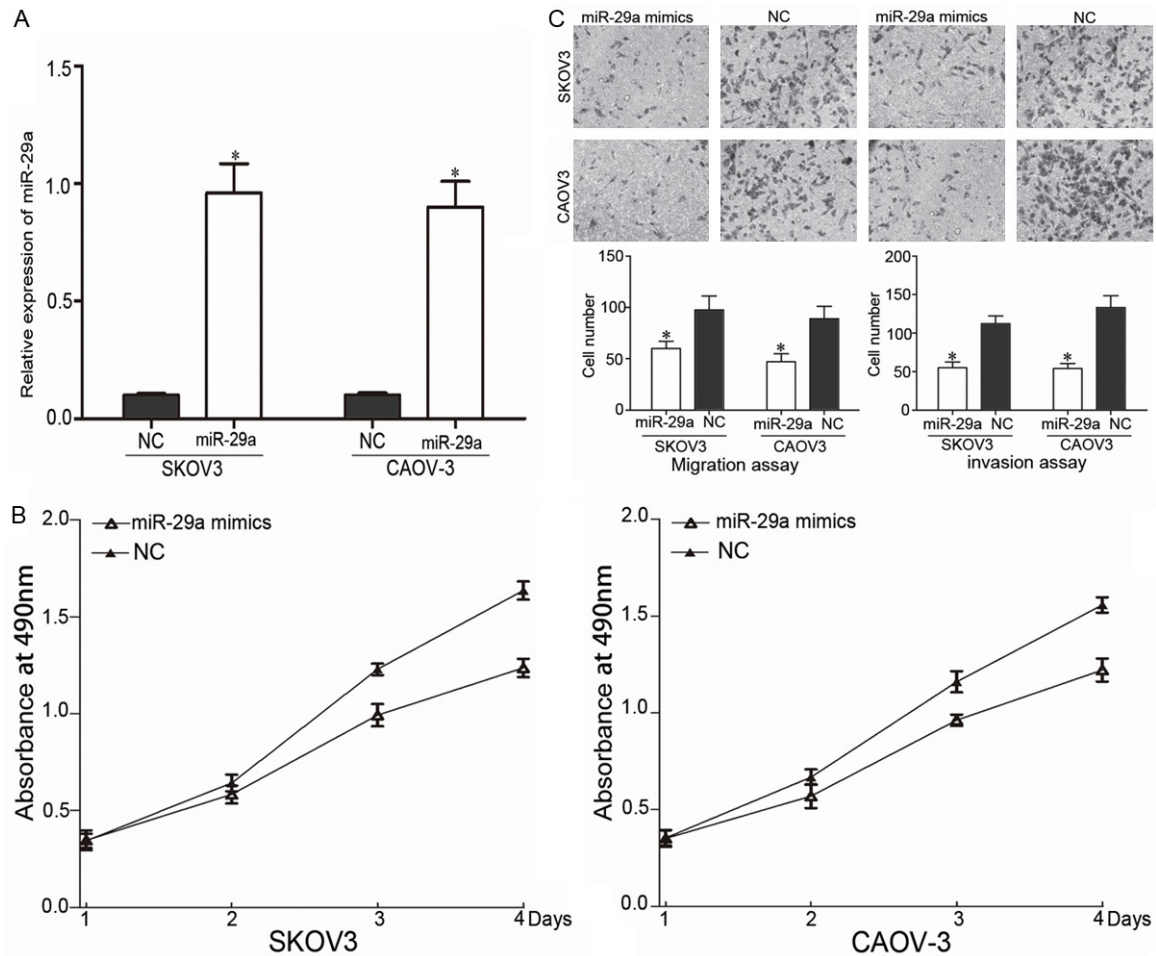 A
Relative expression of miR-29a
1.5
1.0
0.5
0.0
*
*
NC
miR-29a
NC
miR-29a
SKOV3
CAOV-3
C
miR-29a mimics
NC
miR-29a mimics
NC
SKOV3
CAOV3
Cell number
150
100
50
0
*
*
miR-29a NC
miR-29a NC
SKOV3
CAOV3
Migration assay
Cell number
200
150
100
50
0
*
*
miR-29a NC
miR-29a NC
SKOV3
CAOV3
invasion assay
B
Absorbance at 490nm
2.0
1.5
1.0
0.5
0.0
miR-29a mimics
NC
1 2 3 4 Days
SKOV3
Absorbance at 490nm
2.0
1.5
1.0
0.5
0.0
miR-29a mimics
NC
1 2 3 4 Days
CAOV-3